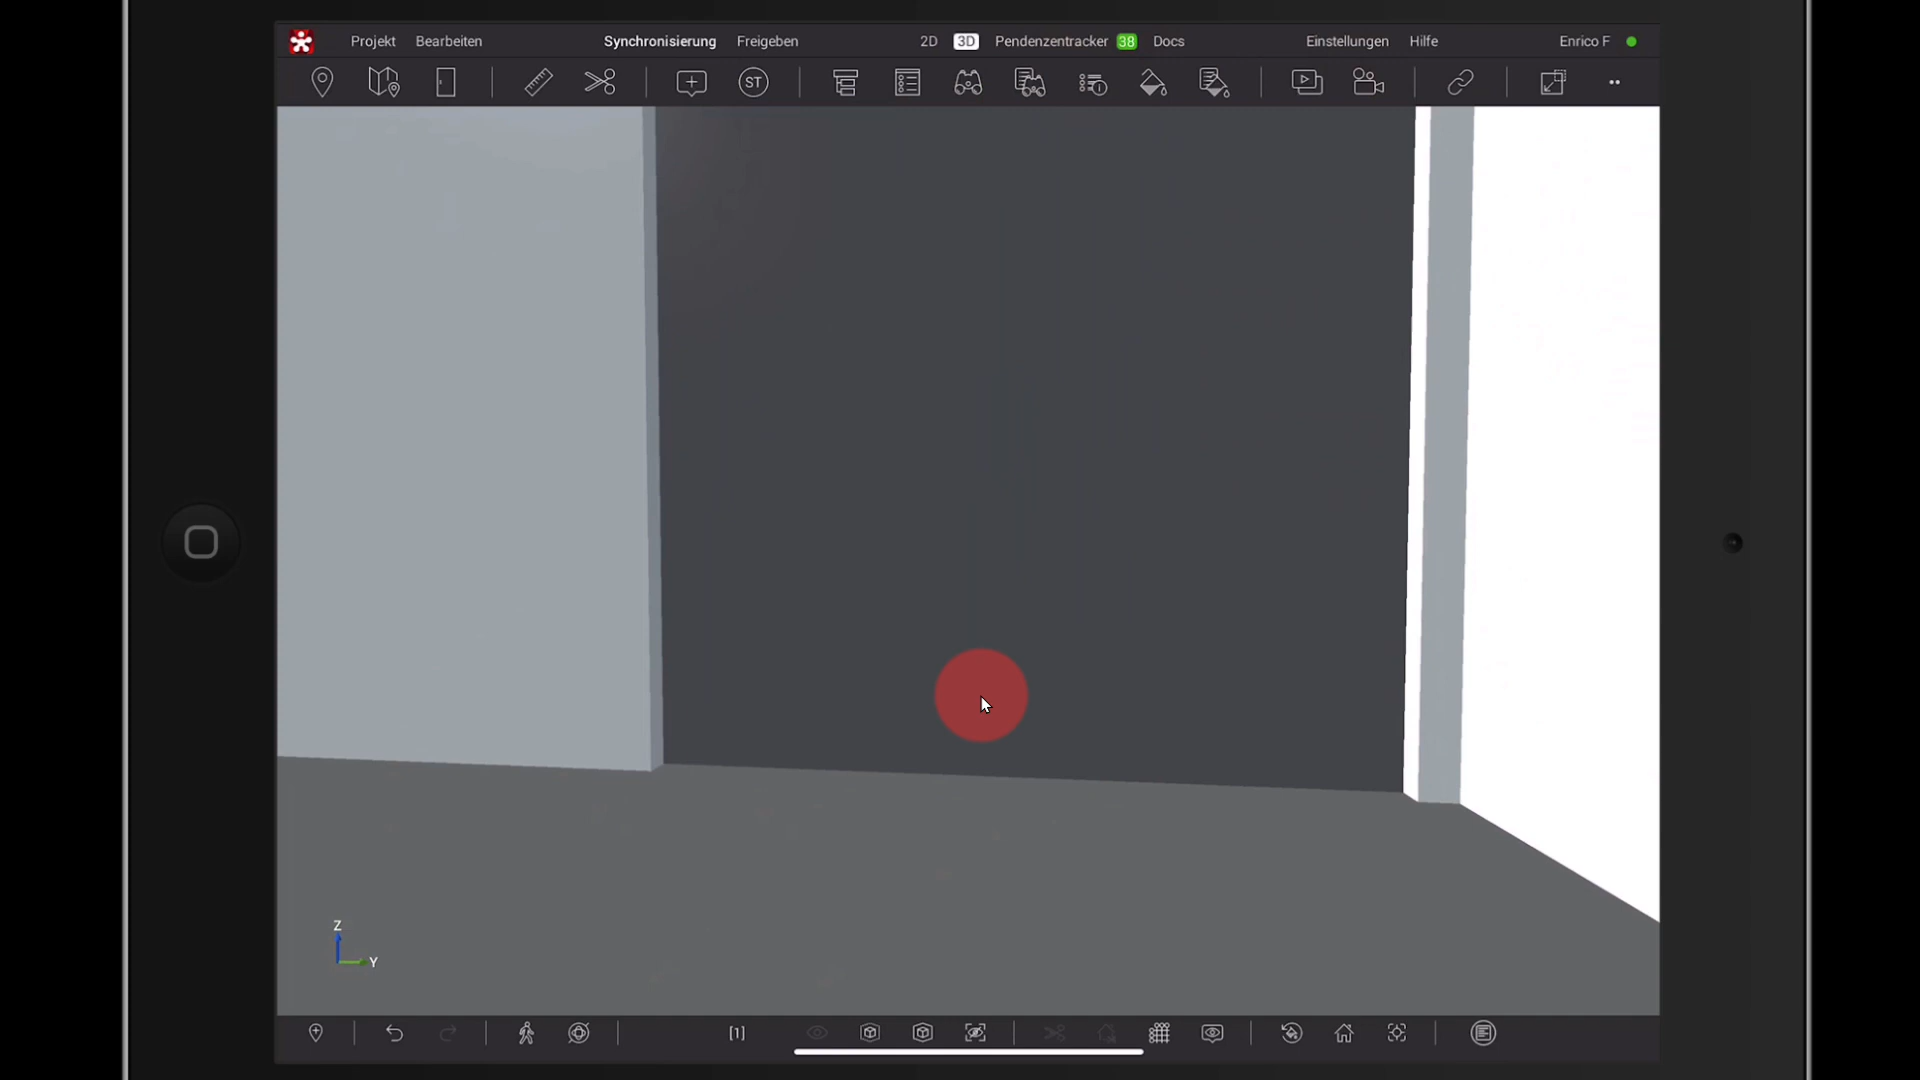 Projekt Bearbeiten Synchronisierung Freigeben 2D 3D Pendenzentracker 38 Docs Einstellungen Hilfe Enrico F
ST
Z
Y
[1]